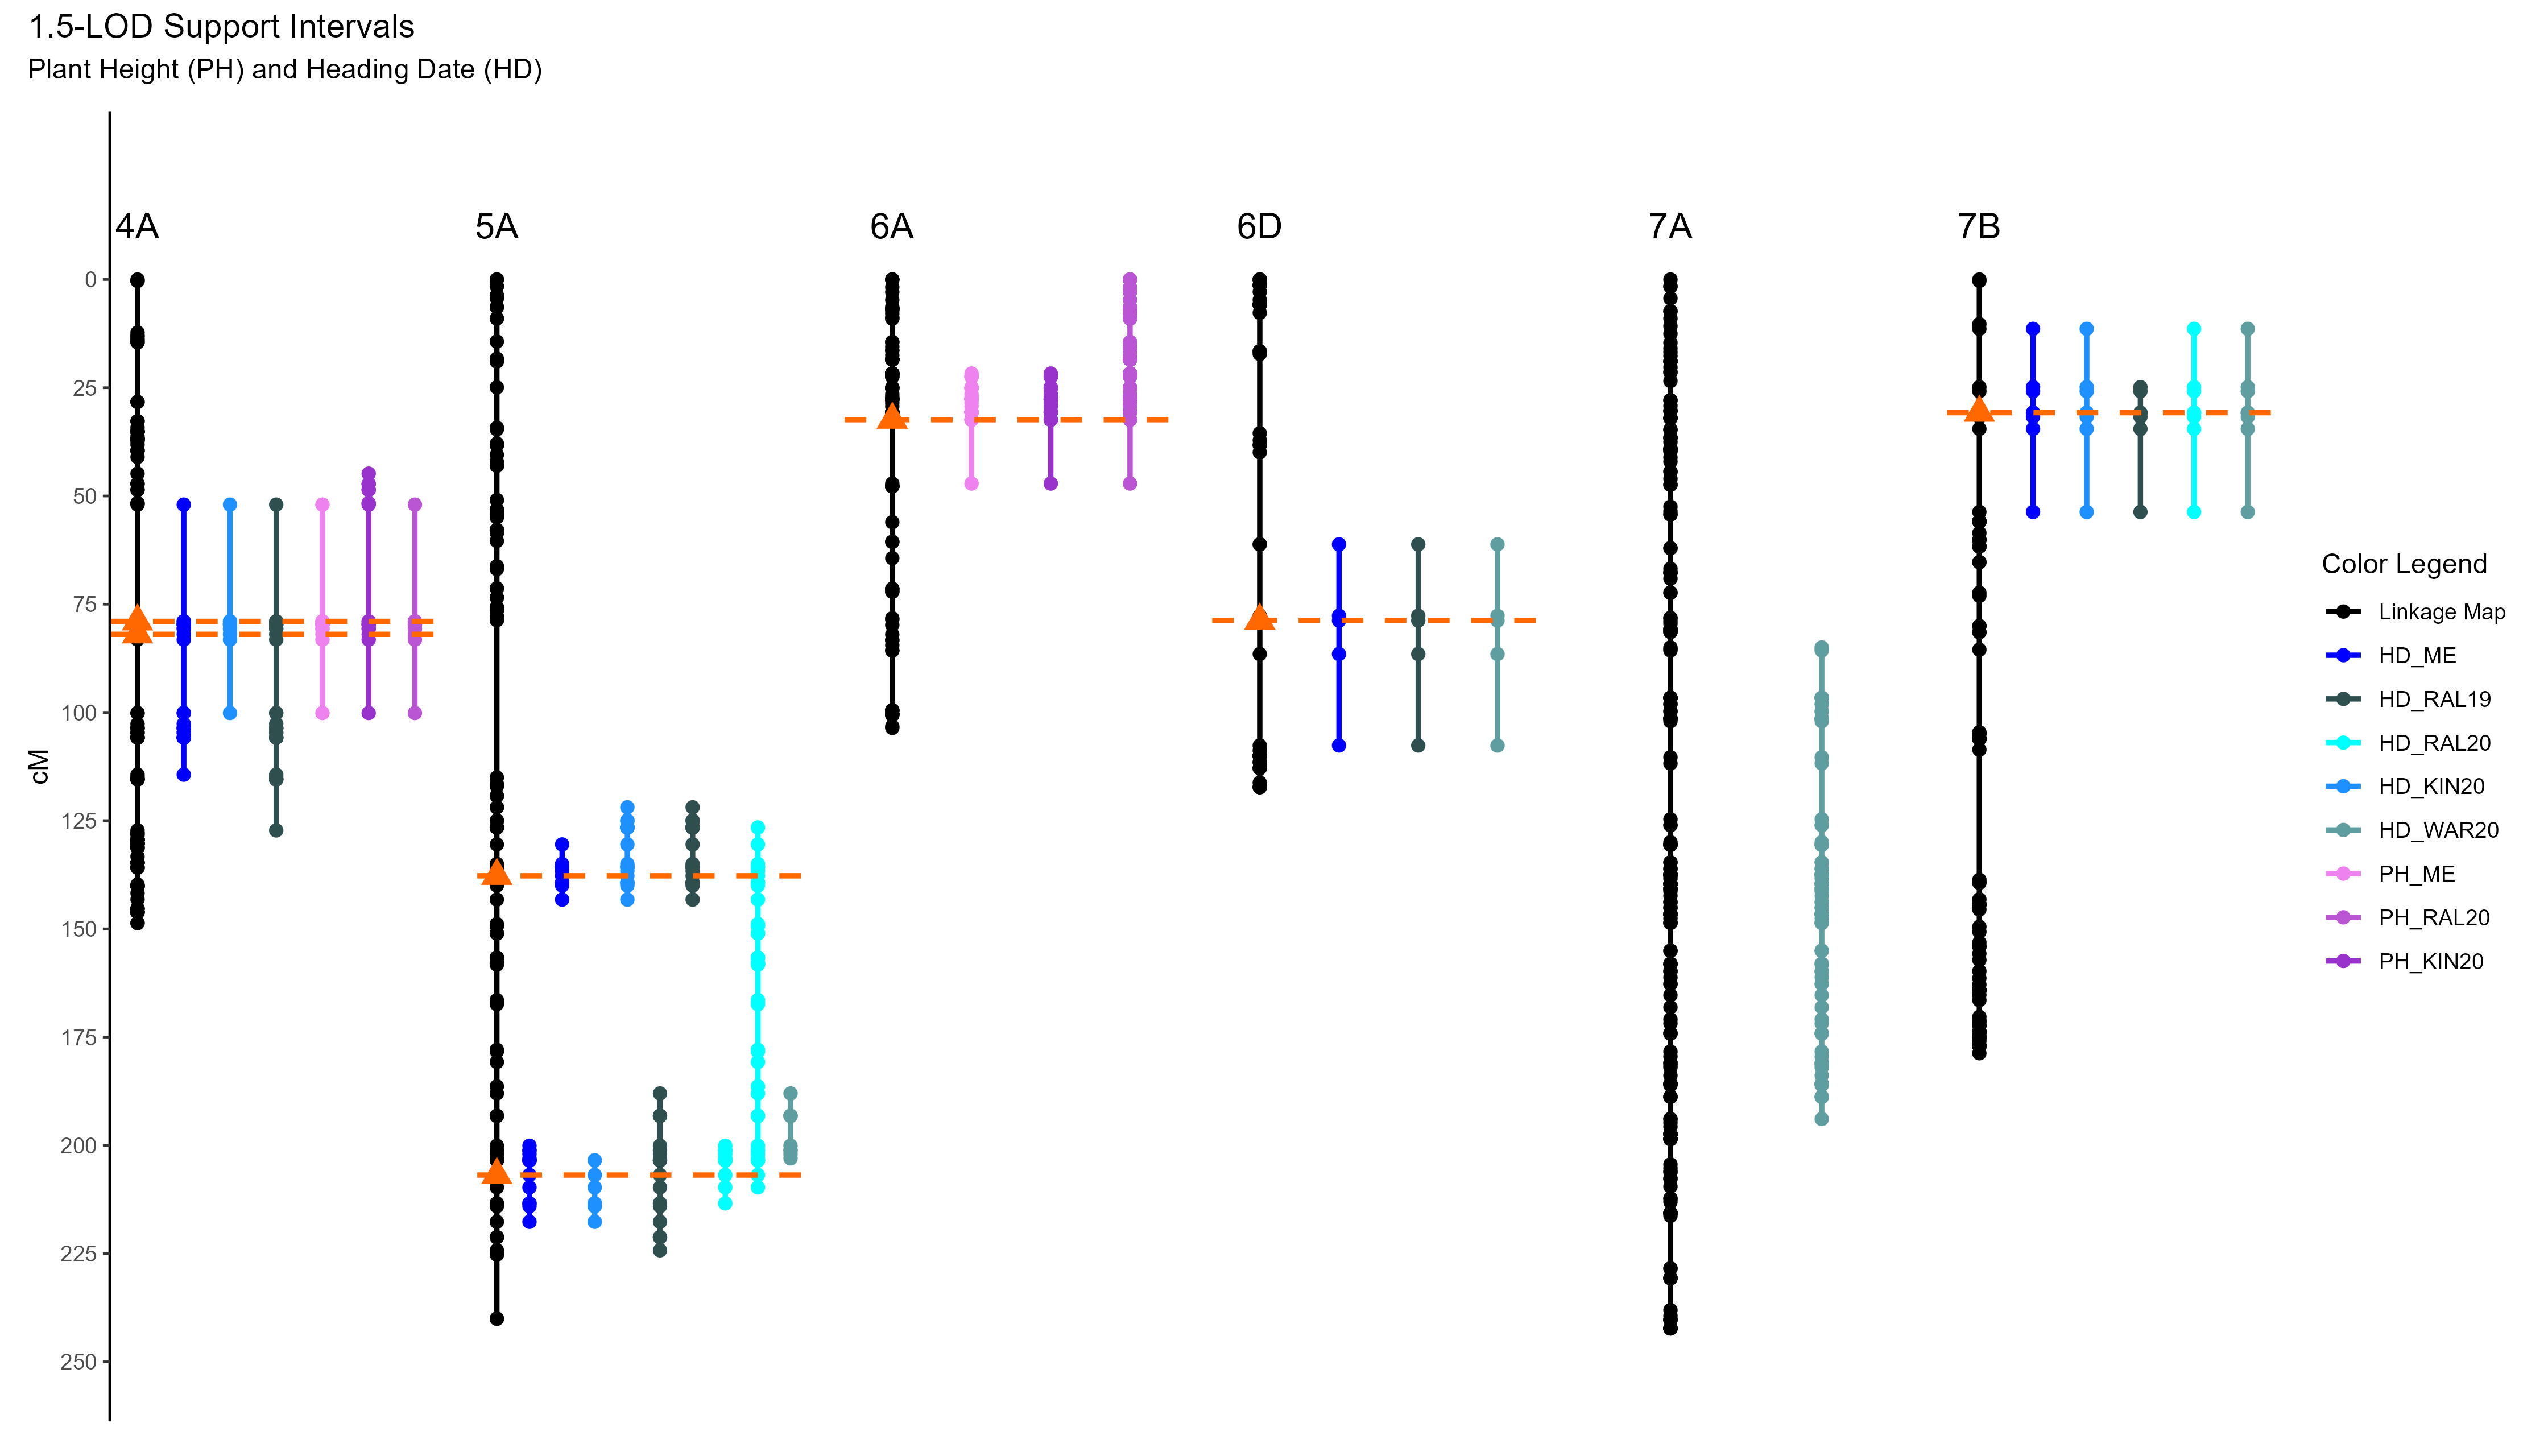 1.5-LOD Support Intervals
Plant Height (PH) and Heading Date (HD)
4A
5A
6A
6D
7A
7B
0
25
50
75
100
125
150
175
200
225
250
cM
Color Legend
Linkage Map
HD_ME
HD_RAL19
HD_RAL20
HD_KIN20
HD_WAR20
PH_ME
PH_RAL20
PH_KIN20